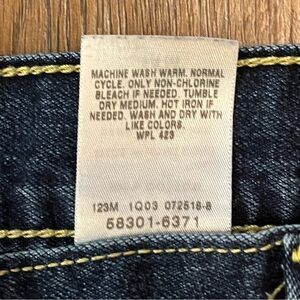 MACHINE WASH WARM. NORMAL
CYCLE. ONLY NON-CHLORINE
BLEACH IF NEEDED. TUMBLE
DRY MEDIUM. HOT IRON IF
NEEDED. WASH AND DRY WITH
LIKE COLORS.
WPL 423
123M 1Q03 072518-8
58301-6371